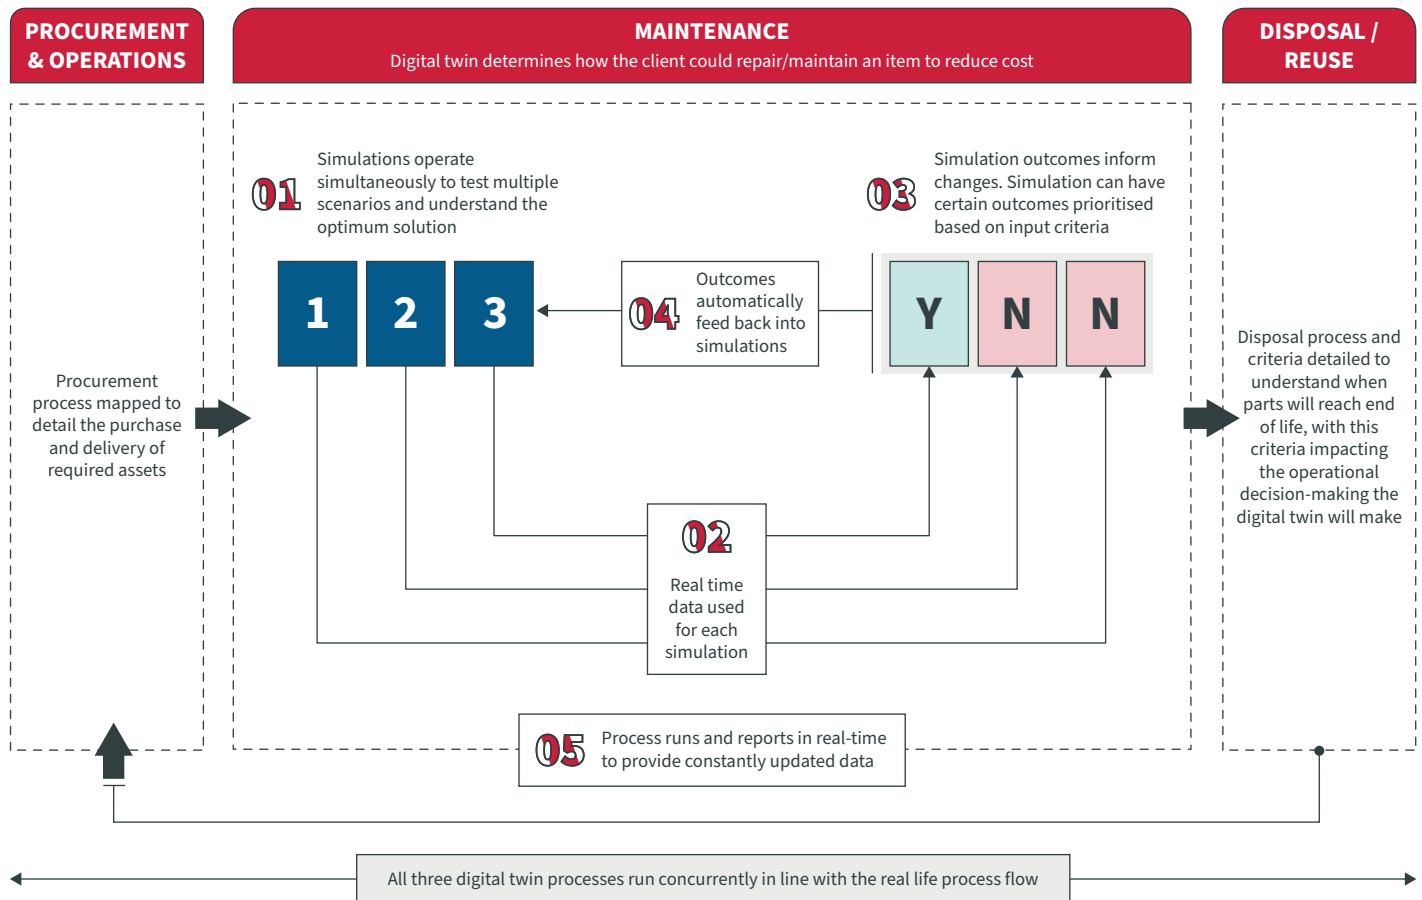 PROCUREMENT
& OPERATIONS
Procurement
process mapped to
detail the purchase
and delivery of
required assets
MAINTENANCE
Digital twin determines how the client could repair/maintain an item to reduce cost
01
Simulations operate
simultaneously to test multiple
scenarios and understand the
optimum solution
1
2
3
04
Outcomes
automatically
feed back into
simulations
03
Simulation outcomes inform
changes. Simulation can have
certain outcomes prioritised
based on input criteria
Y
N
N
02
Real time
data used
for each
simulation
05
Process runs and reports in real-time
to provide constantly updated data
DISPOSAL /
REUSE
Disposal process and
criteria detailed to
understand when
parts will reach end
of life, with this
criteria impacting
the operational
decision-making the
digital twin will make
All three digital twin processes run concurrently in line with the real life process flow